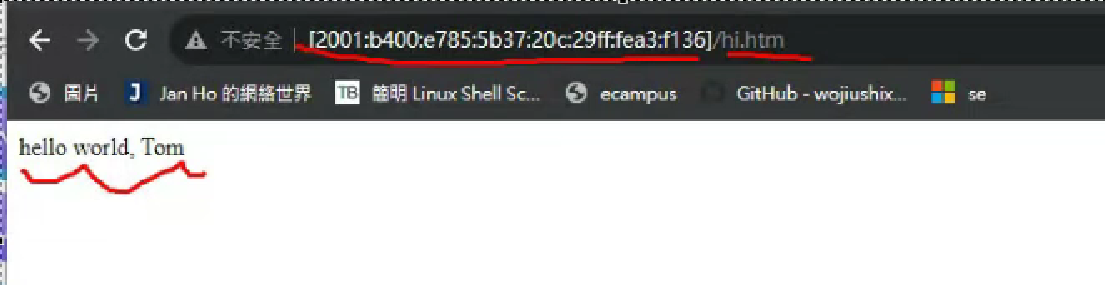 不安全 [2001:b400:e785:5b37:20c:29ff:fea3:f136]/hi.htm
圖片 J Jan Ho 的網絡世界 TB 簡明 Linux Shell Sc... ecampus GitHub - wojiushix... se
hello world, Tom